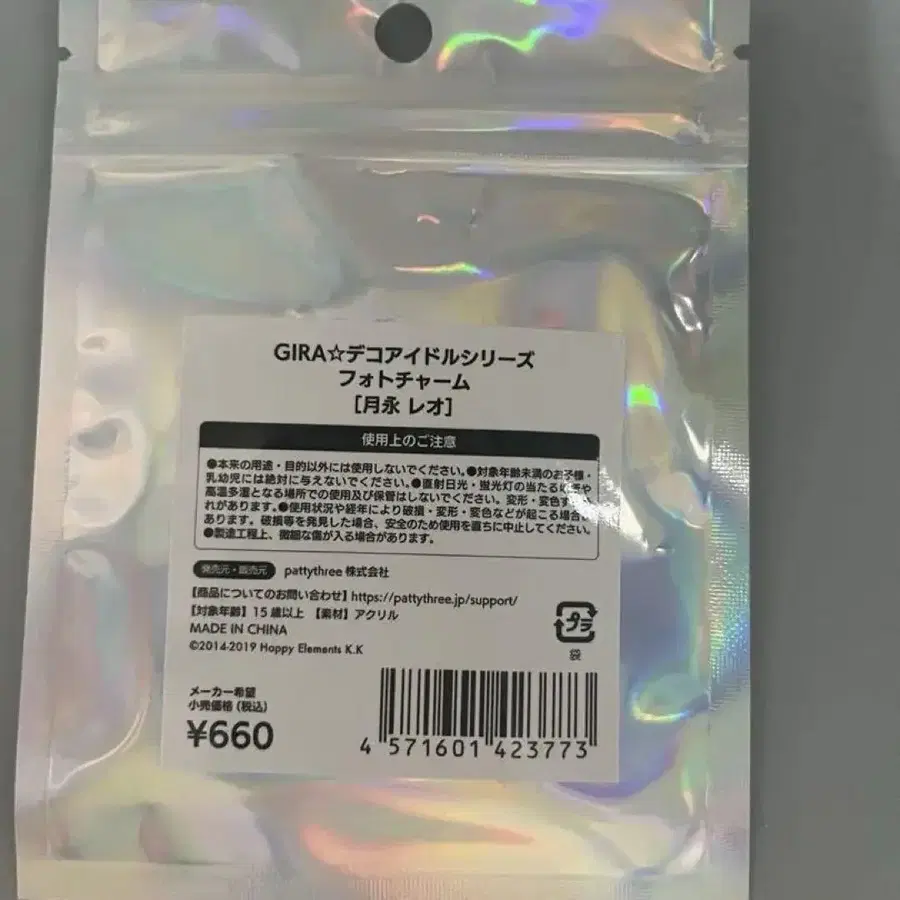 GIRA☆デコアイドルシリーズ
フォトチャーム
［月永 レオ］
使用上のご注意
●本来の用途・目的以外には使用しないでください。●対象年齢未満のお子様・
乳幼児には絶対に与えないでください。●直射日光・蛍光灯の当たる
高温多湿となる場所での使用及び保管はしないでください。変形・変色す
れがあります。●使用状況や経年により破損・変形・変色などが起こる場合
あります。破損等を発見した場合、安全のため使用を直ちに中止してください。
●製造工程上、微細な傷が入る場合があります。
発売元・販売元 pattythree 株式会社
【商品についてのお問い合わせ】https://pattythree.jp/support/
【対象年齢】15 歳以上 【素材】アクリル
MADE IN CHINA
©2014-2019 Happy Elements K.K
プラ
袋
メーカー希望
小売価格（税込）
¥660
4 571601 423773